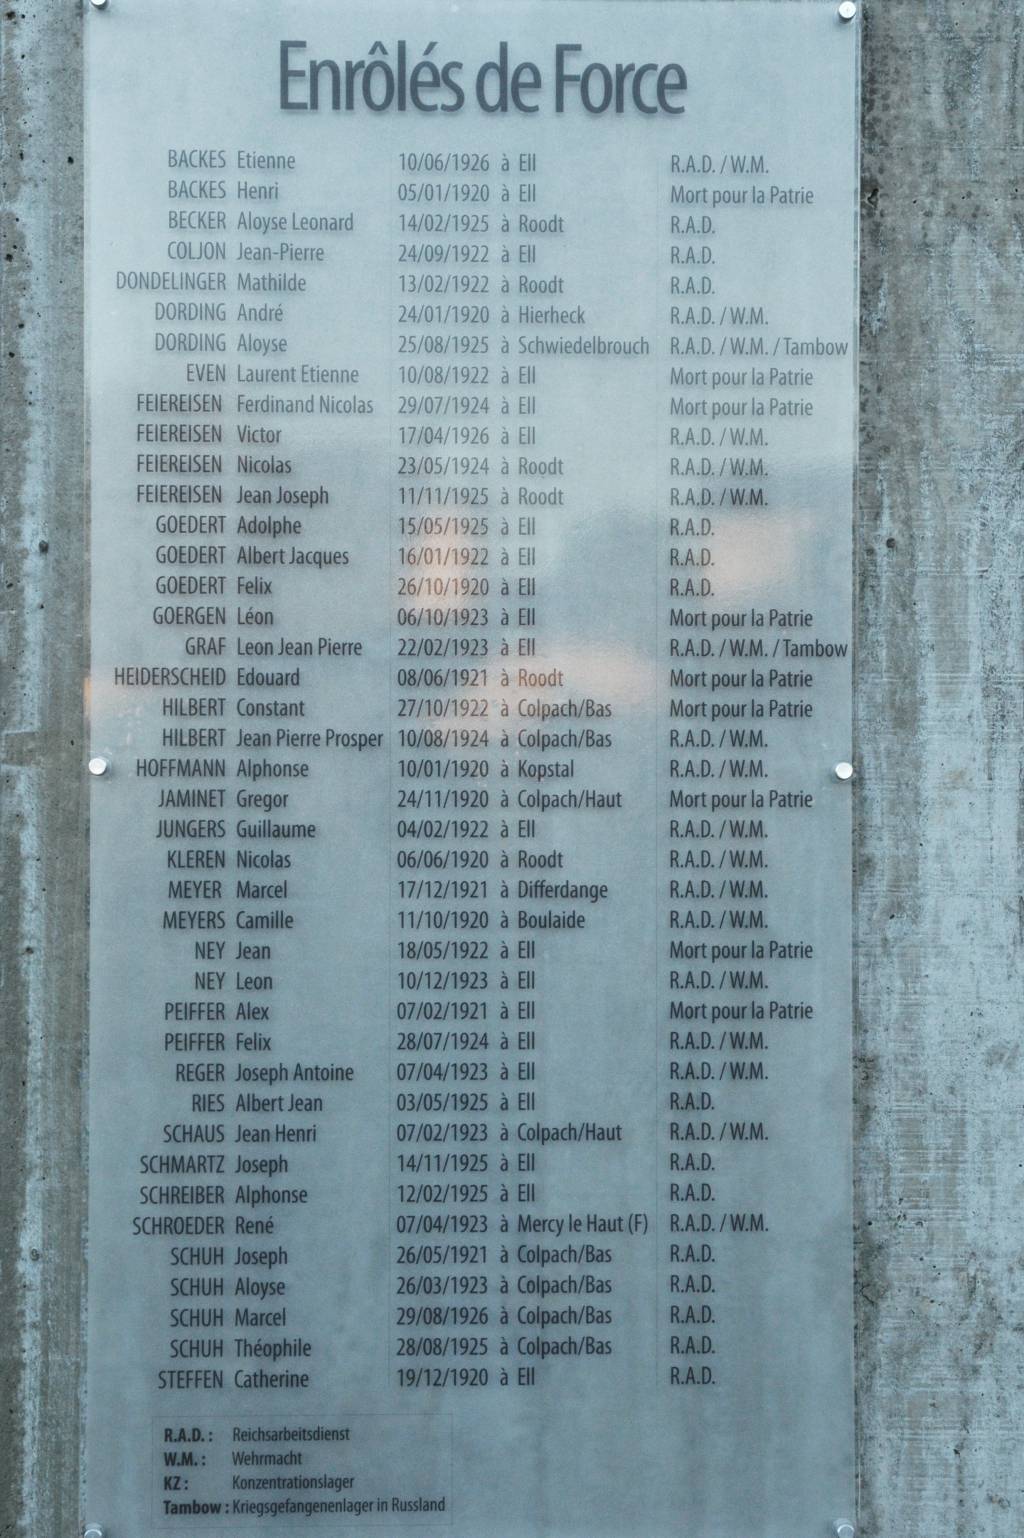 Enrôlés de Force
BACKES Etienne 10/06/1926 à Ell R.A.D. / W.M.
BACKES Henri 05/01/1920 à Ell Mort pour la Patrie
BECKER Aloyse Leonard 14/02/1925 à Roodt R.A.D.
COLJON Jean-Pierre 24/09/1922 à Ell R.A.D.
DONDELINGER Mathilde 13/02/1922 à Roodt R.A.D.
DORDING André 24/01/1920 à Hierheck R.A.D. / W.M.
DORDING Aloyse 25/08/1925 à Schwiedelbrouch R.A.D. / W.M. / Tambow
EVEN Laurent Etienne 10/08/1922 à Ell Mort pour la Patrie
FEIEREISEN Ferdinand Nicolas 29/07/1924 à Ell Mort pour la Patrie
FEIEREISEN Victor 17/04/1926 à Ell R.A.D. / W.M.
FEIEREISEN Nicolas 23/05/1924 à Roodt R.A.D. / W.M.
FEIEREISEN Jean Joseph 11/11/1925 à Roodt R.A.D. / W.M.
GOEDERT Adolphe 15/05/1925 à Ell R.A.D.
GOEDERT Albert Jacques 16/01/1922 à Ell R.A.D.
GOEDERT Felix 26/10/1920 à Ell R.A.D.
GOERGEN Léon 06/10/1923 à Ell Mort pour la Patrie
GRAF Leon Jean Pierre 22/02/1923 à Ell R.A.D. / W.M. / Tambow
HEIDERSCHEID Edouard 08/06/1921 à Roodt Mort pour la Patrie
HILBERT Constant 27/10/1922 à Colpach/Bas Mort pour la Patrie
HILBERT Jean Pierre Prosper 10/08/1924 à Colpach/Bas R.A.D. / W.M.
HOFFMANN Alphonse 10/01/1920 à Kopstal R.A.D. / W.M.
JAMINET Gregor 24/11/1920 à Colpach/Haut Mort pour la Patrie
JUNGERS Guillaume 04/02/1922 à Ell R.A.D. / W.M.
KLEREN Nicolas 06/06/1920 à Roodt R.A.D. / W.M.
MEYER Marcel 17/12/1921 à Differdange R.A.D. / W.M.
MEYERS Camille 11/10/1920 à Boulaide R.A.D. / W.M.
NEY Jean 18/05/1922 à Ell Mort pour la Patrie
NEY Leon 10/12/1923 à Ell R.A.D. / W.M.
PEIFFER Alex 07/02/1921 à Ell Mort pour la Patrie
PEIFFER Felix 28/07/1924 à Ell R.A.D. / W.M.
REGER Joseph Antoine 07/04/1923 à Ell R.A.D. / W.M.
RIES Albert Jean 03/05/1925 à Ell R.A.D.
SCHAUS Jean Henri 07/02/1923 à Colpach/Haut R.A.D. / W.M.
SCHMARTZ Joseph 14/11/1925 à Ell R.A.D.
SCHREIBER Alphonse 12/02/1925 à Ell R.A.D.
SCHROEDER René 07/04/1923 à Mercy le Haut (F) R.A.D. / W.M.
SCHUH Joseph 26/05/1921 à Colpach/Bas R.A.D.
SCHUH Aloyse 26/03/1923 à Colpach/Bas R.A.D.
SCHUH Marcel 29/08/1926 à Colpach/Bas R.A.D.
SCHUH Théophile 28/08/1925 à Colpach/Bas R.A.D.
STEFFEN Catherine 19/12/1920 à Ell R.A.D.
R.A.D. : Reichsarbeitsdienst
W.M. : Wehrmacht
KZ : Konzentrationslager
Tambow : Kriegsgefangenenlager in Russland